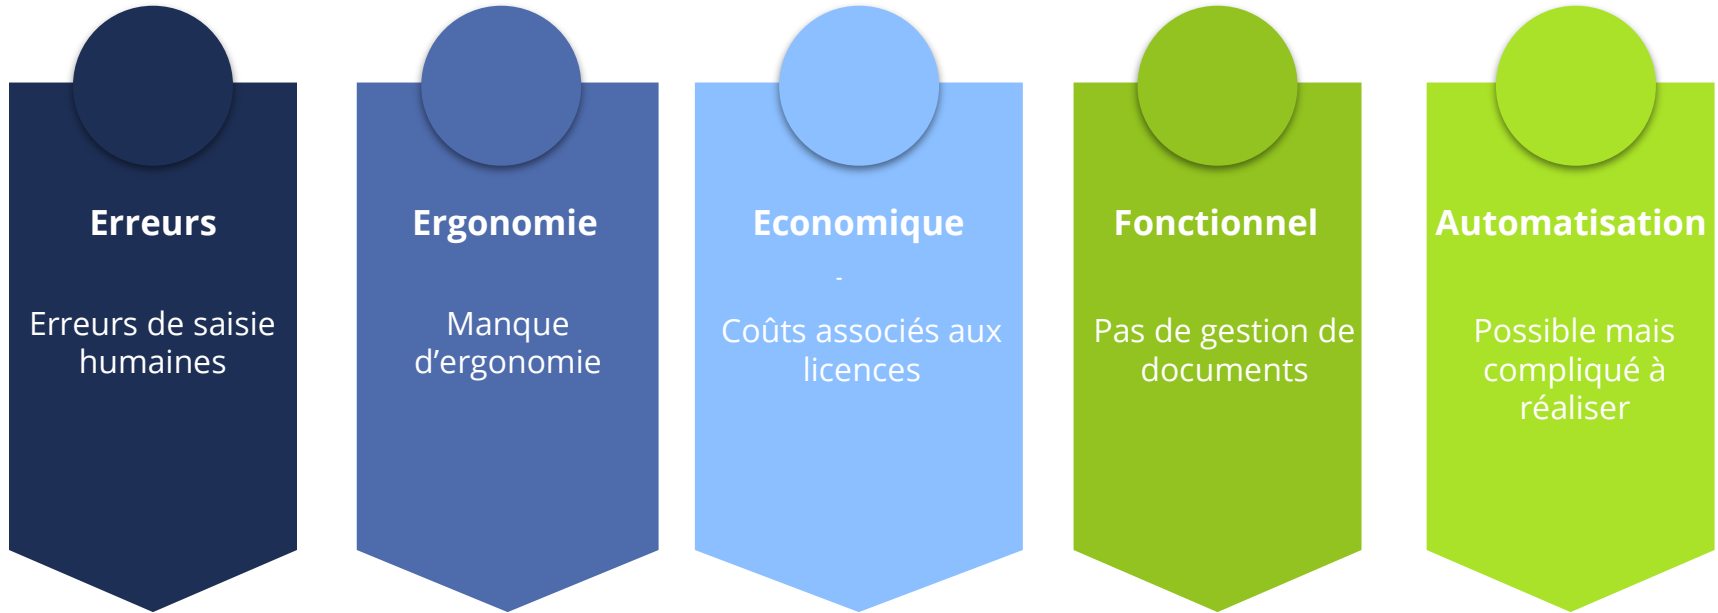 Erreurs
Erreurs de saisie
humaines
Ergonomie
Manque
d’ergonomie
Economique
-
Coûts associés aux
licences
Fonctionnel
Pas de gestion de
documents
Automatisation
Possible mais
compliqué à
réaliser